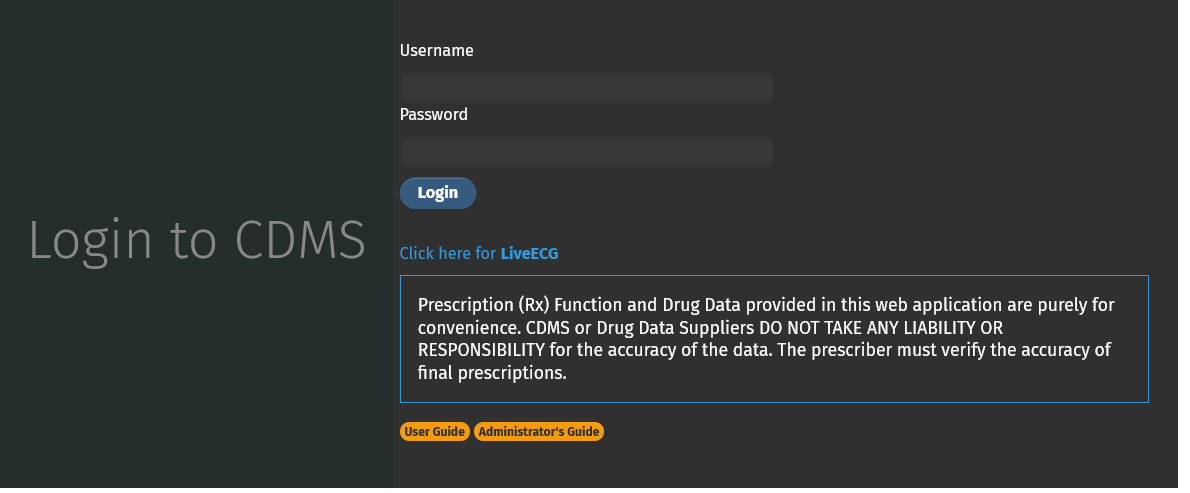 Login to CDMS
Username
Password
Login
Click here for LiveECG
Prescription (Rx) Function and Drug Data provided in this web application are purely for
convenience. CDMS or Drug Data Suppliers DO NOT TAKE ANY LIABILITY OR
RESPONSIBILITY for the accuracy of the data. The prescriber must verify the accuracy of
final prescriptions.
User Guide Administrator's Guide